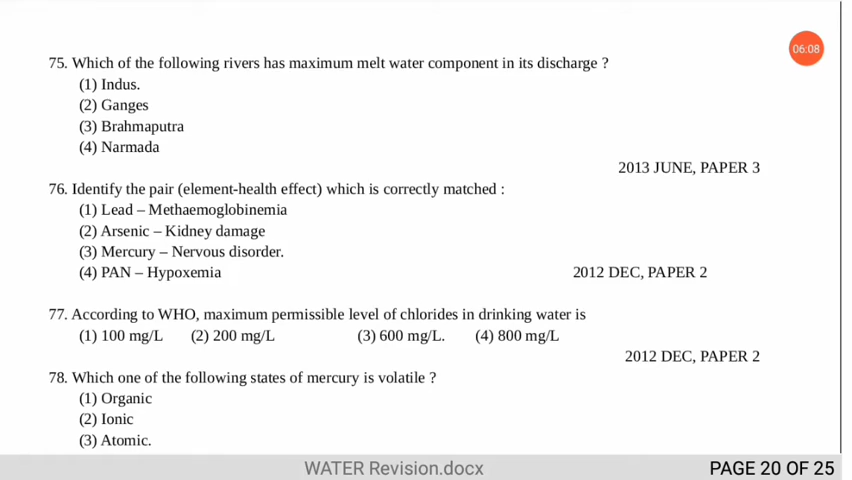 06:08
75. Which of the following rivers has maximum melt water component in its discharge ?
(1) Indus.
(2) Ganges
(3) Brahmaputra
(4) Narmada
2013 JUNE, PAPER 3
76. Identify the pair (element-health effect) which is correctly matched :
(1) Lead – Methaemoglobinemia
(2) Arsenic – Kidney damage
(3) Mercury – Nervous disorder.
(4) PAN – Hypoxemia 2012 DEC, PAPER 2
77. According to WHO, maximum permissible level of chlorides in drinking water is
(1) 100 mg/L (2) 200 mg/L (3) 600 mg/L. (4) 800 mg/L
2012 DEC, PAPER 2
78. Which one of the following states of mercury is volatile ?
(1) Organic
(2) Ionic
(3) Atomic.
WATER Revision.docx PAGE 20 OF 25